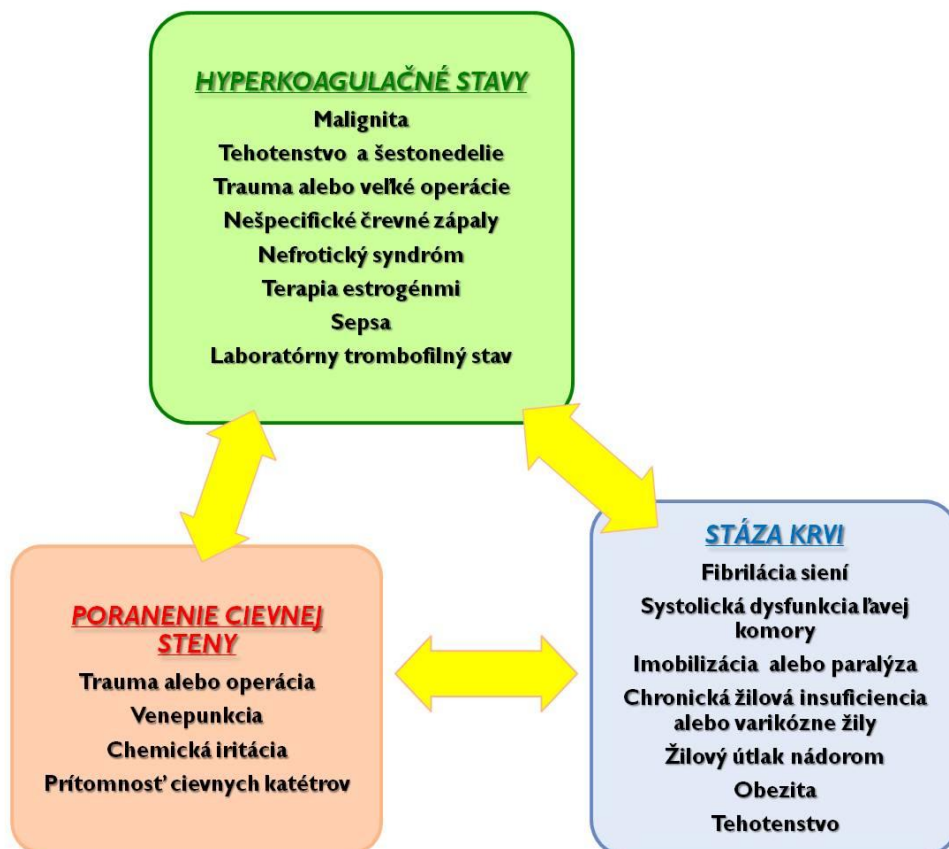 HYPERKOAGULAČNÉ STAVY
Malignita
Tehotenstvo a šestonedelie
Trauma alebo veľké operácie
Nešpecifické črevné zápaly
Nefrotický syndróm
Terapia estrogénmi
Sepsa
Laboratórny trombofilný stav
PORANENIE CIEVNEJ
STENY
Trauma alebo operácia
Venepunkcia
Chemická iritácia
Prítomnosť cievnych katétrov
STÁZA KRVI
Fibrilácia siení
Systolická dysfunkcia ľavej
komory
Imobilizácia alebo paralýza
Chronická žilová insuficiencia
alebo varikózne žily
Žilový útlak nádorom
Obezita
Tehotenstvo